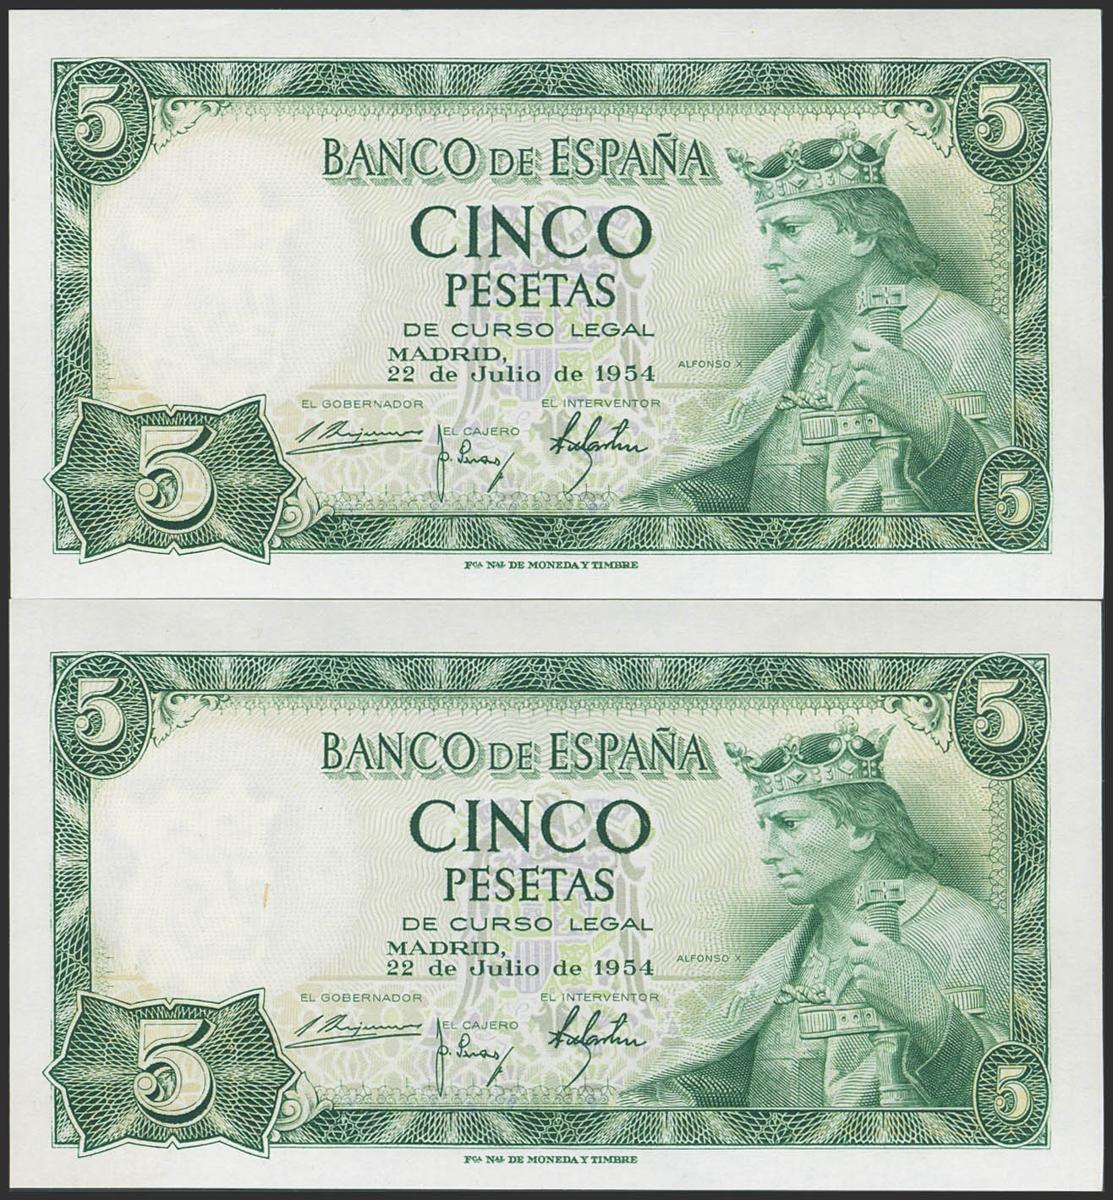 5 5
BANCO DE ESPAÑA
CINCO
PESETAS
DE CURSO LEGAL
MADRID,
22 de Julio de 1954
ALFONSO X
EL GOBERNADOR EL INTERVENTOR
EL CAJERO
5 5
FCA NAL DE MONEDA Y TIMBRE
5 5
BANCO DE ESPAÑA
CINCO
PESETAS
DE CURSO LEGAL
MADRID,
22 de Julio de 1954
ALFONSO X
EL GOBERNADOR EL INTERVENTOR
EL CAJERO
5 5
FCA NAL DE MONEDA Y TIMBRE